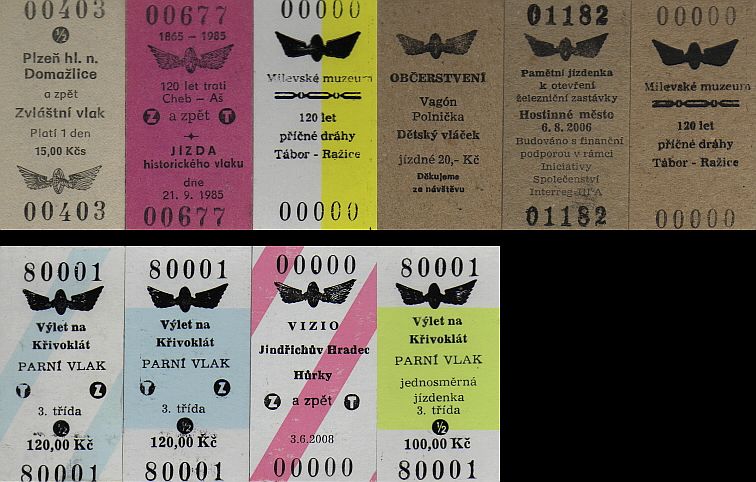 00403
½
Plzeň hl. n.
Domažlice
a zpět
Zvláštní vlak
Platí 1 den
15,00 Kčs
00403
00677
1865 – 1985
120 let trati
Cheb – Aš
Z a zpět T
JÍZDA
historického vlaku
dne
21. 9. 1985
00677
00000
Milevské muzeum
120 let
příčné dráhy
Tábor - Ražice
00000
OBČERSTVENÍ
Vagón
Polnička
Dětský vláček
jízdné 20,- Kč
Děkujeme
za návštěvu
01182
Pamětní jízdenka
k otevření
železniční zastávky
Hostinné město
6. 8. 2006
Budováno s finanční
podporou v rámci
Iniciativy
Společenství
Interreg-III A
01182
Milevské muzeum
120 let
příčné dráhy
Tábor - Ražice
00000
80001
Výlet na
Křivoklát
PARNÍ VLAK
T Z
3. třída
½
120,00 Kč
80001
80001
Výlet na
Křivoklát
PARNÍ VLAK
T Z
3. třída
½
120,00 Kč
80001
00000
VIZIO
Jindřichův Hradec
Hůrky
Z a zpět T
3.6.2008
00000
80001
Výlet na
Křivoklát
PARNÍ VLAK
jednosměrná
jízdenka
3. třída
½
100,00 Kč
80001